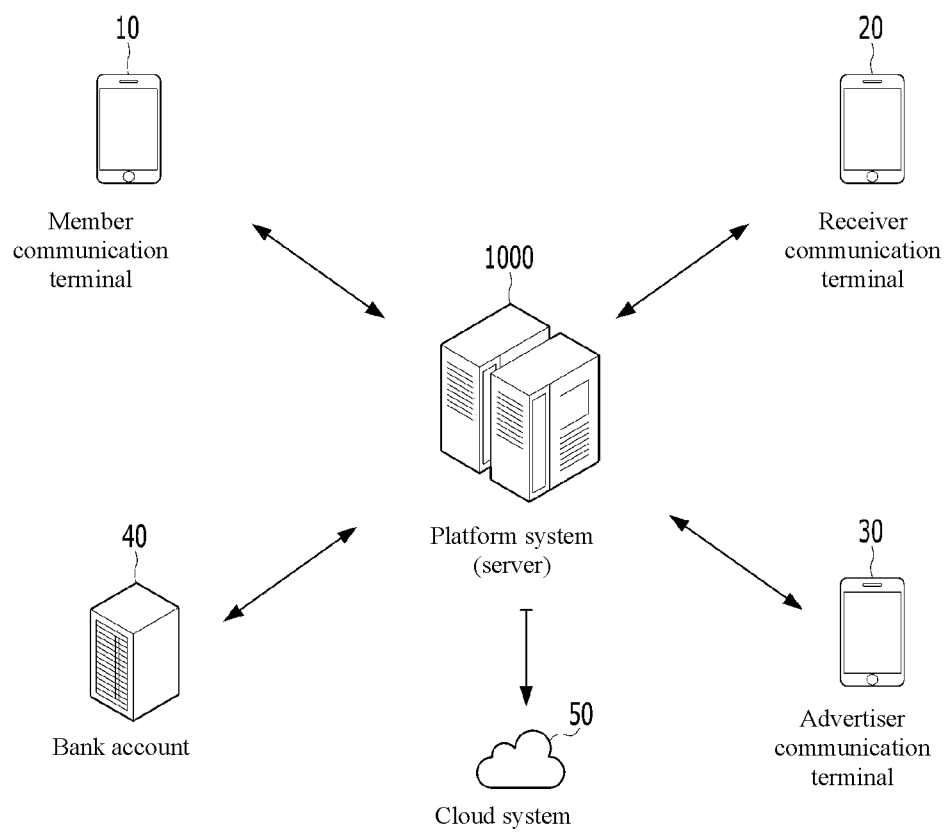 10
20
Member
communication
terminal
Receiver
communication
terminal
1000
Platform system
(server)
40
30
Bank account
Advertiser
communication
terminal
50
Cloud system